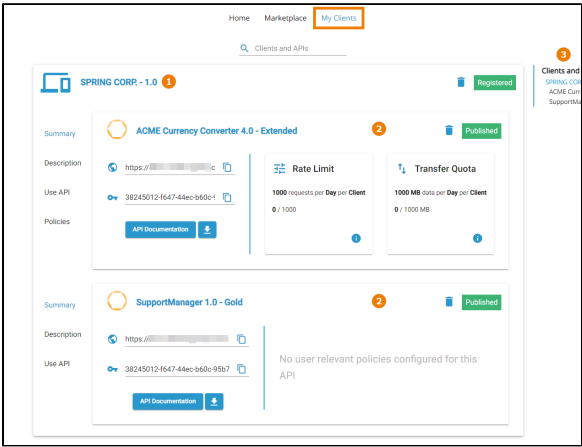 Home Marketplace My Clients
Clients and APIs
3
Clients and
SPRING CORP. - 1.0 1 Registered
SPRING COR
ACME Curr
SupportMa
ACME Currency Converter 4.0 - Extended 2 Published
Summary
Description
Use API
Policies
https:// c
38245012-f647-44ec-b60c-9
API Documentation
Rate Limit
1000 requests per Day per Client
0 / 1000
Transfer Quota
1000 MB data per Day per Client
0 / 1000 MB
SupportManager 1.0 - Gold 2 Published
Summary
Description
Use API
https://
38245012-f647-44ec-b60c-95b7
API Documentation
No user relevant policies configured for this
API